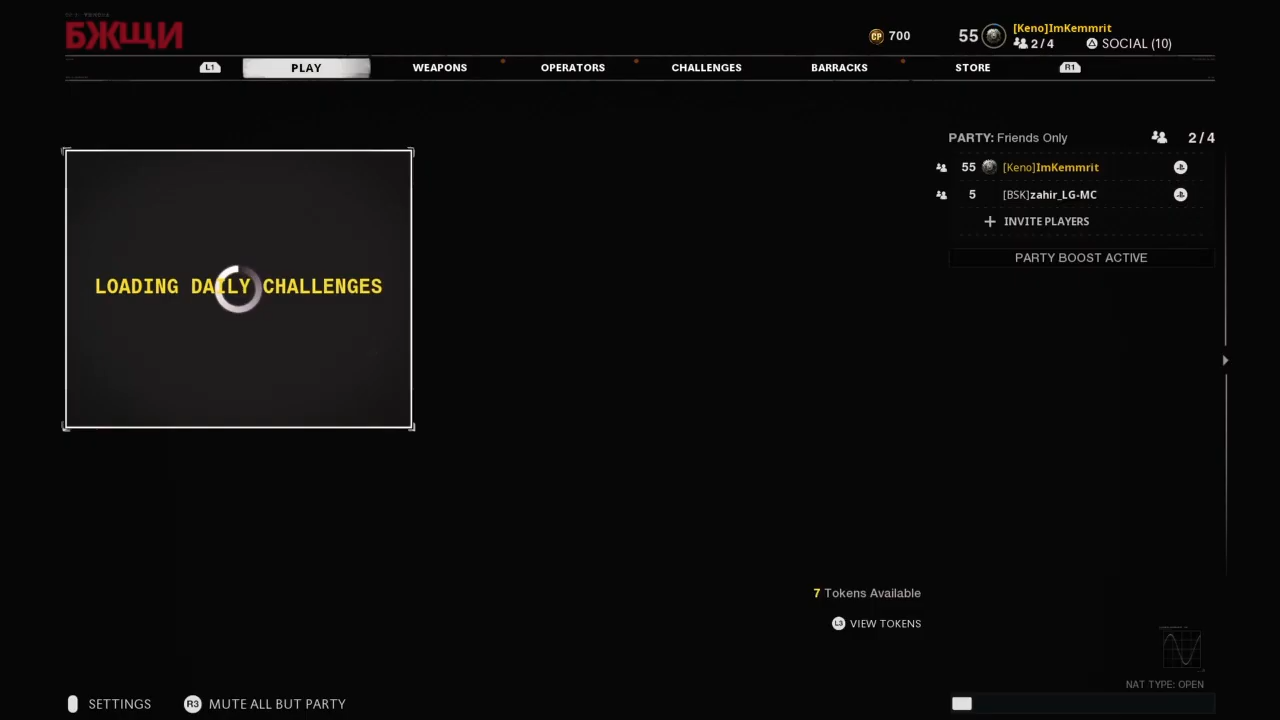 БЖЩИ
CP 700
55 [Keno]ImKemmrit
2 / 4 SOCIAL (10)
L1 PLAY WEAPONS OPERATORS CHALLENGES BARRACKS STORE R1
PARTY: Friends Only 2 / 4
55 [Keno]ImKemmrit
5 [BSK]zahir_LG-MC
+ INVITE PLAYERS
PARTY BOOST ACTIVE
LOADING DAILY CHALLENGES
7 Tokens Available
L3 VIEW TOKENS
NAT TYPE: OPEN
SETTINGS R3 MUTE ALL BUT PARTY